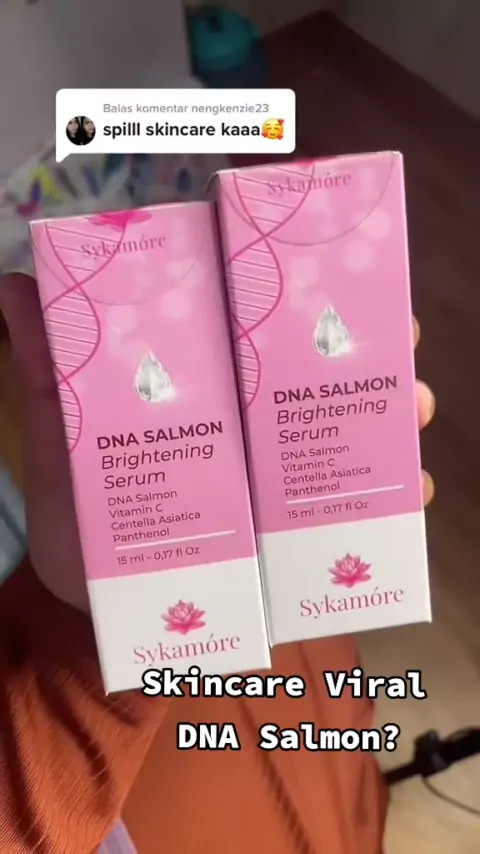 Balas komentar nengkenzie23
spilll skincare kaaa🥰
Sykamóre
DNA SALMON
Brightening
Serum
DNA Salmon
Vitamin C
Centella Asiatica
Panthenol
15 ml - 0,17 fl Oz
Sykamóre
Sykamóre
DNA SALMON
Brightening
Serum
DNA Salmon
Vitamin C
Centella Asiatica
Panthenol
15 ml - 0,17 fl Oz
Sykamóre
Skincare Viral
DNA Salmon?